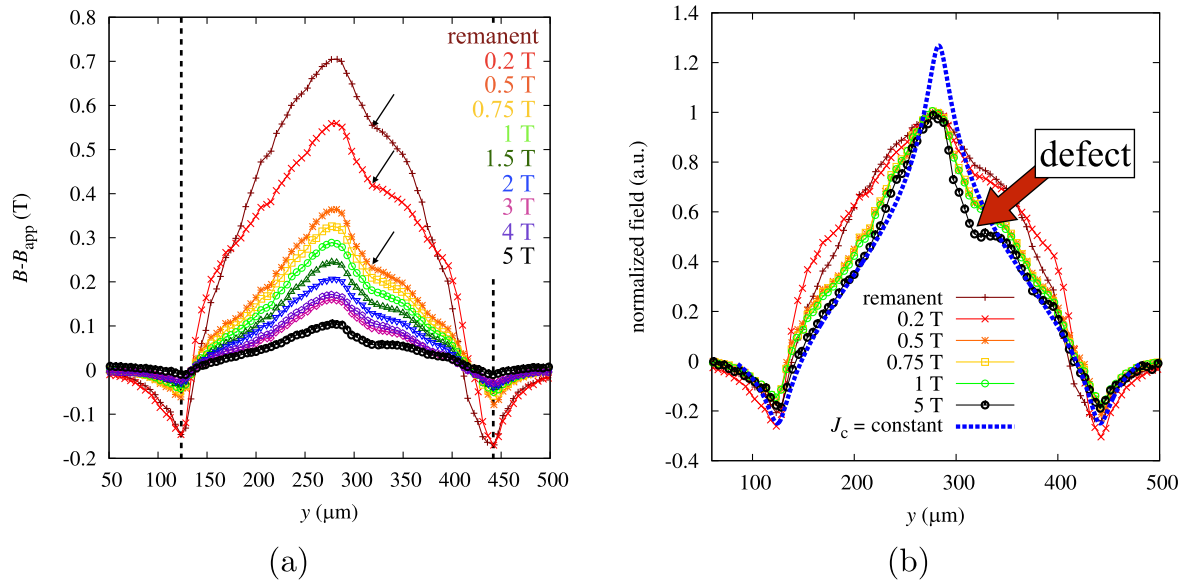 0.8
0.7
0.6
0.5
0.4
0.3
0.2
0.1
0
-0.1
-0.2
B-Bapp (T)
50 100 150 200 250 300 350 400 450 500
y (μm)
remanent
0.2 T
0.5 T
0.75 T
1 T
1.5 T
2 T
3 T
4 T
5 T
(a)
1.4
1.2
1
0.8
0.6
0.4
0.2
0
-0.2
-0.4
normalized field (a.u.)
100 200 300 400 500
y (μm)
defect
remanent
0.2 T
0.5 T
0.75 T
1 T
5 T
Jc = constant
(b)